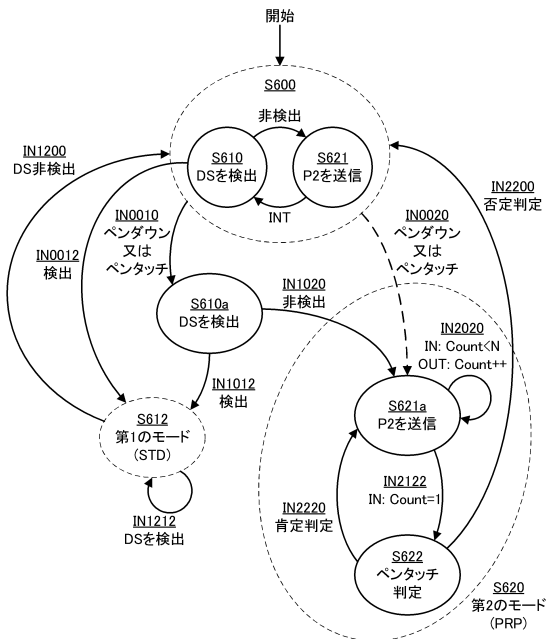 開始
S600
非検出
S610
DSを検出
S621
P2を送信
INT
IN1200
DS非検出
IN0012
検出
IN0010
ペンダウン
又は
ペンタッチ
IN0020
ペンダウン
又は
ペンタッチ
IN2200
否定判定
S610a
DSを検出
IN1020
非検出
IN1012
検出
IN2020
IN: Count<N
OUT: Count++
S621a
P2を送信
S612
第1のモード
(STD)
IN1212
DSを検出
IN2122
IN: Count=1
IN2220
肯定判定
S622
ペンタッチ
判定
S620
第2のモード
(PRP)